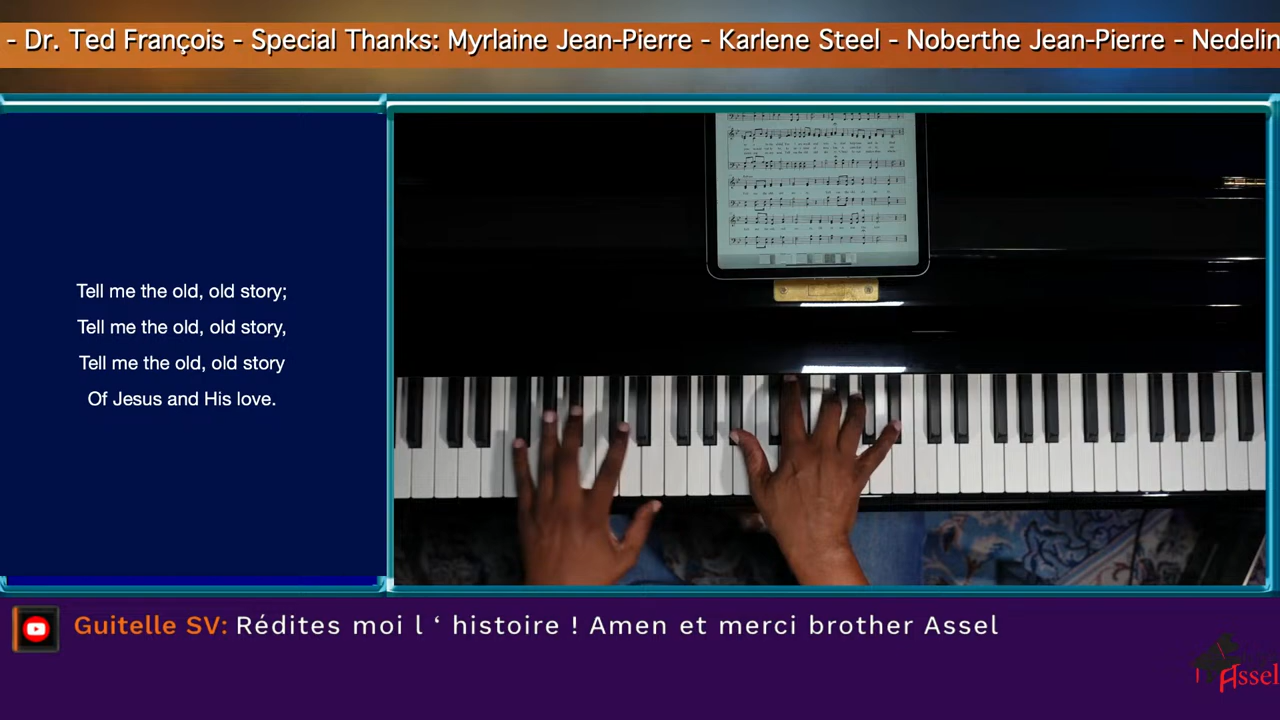 - Dr. Ted François - Special Thanks: Myrlaine Jean-Pierre - Karlene Steel - Noberthe Jean-Pierre - Nedelin
Tell me the old, old story;
Tell me the old, old story,
Tell me the old, old story
Of Jesus and His love.
Guitelle SV: Rédites moi l ‘ histoire ! Amen et merci brother Assel
Assel